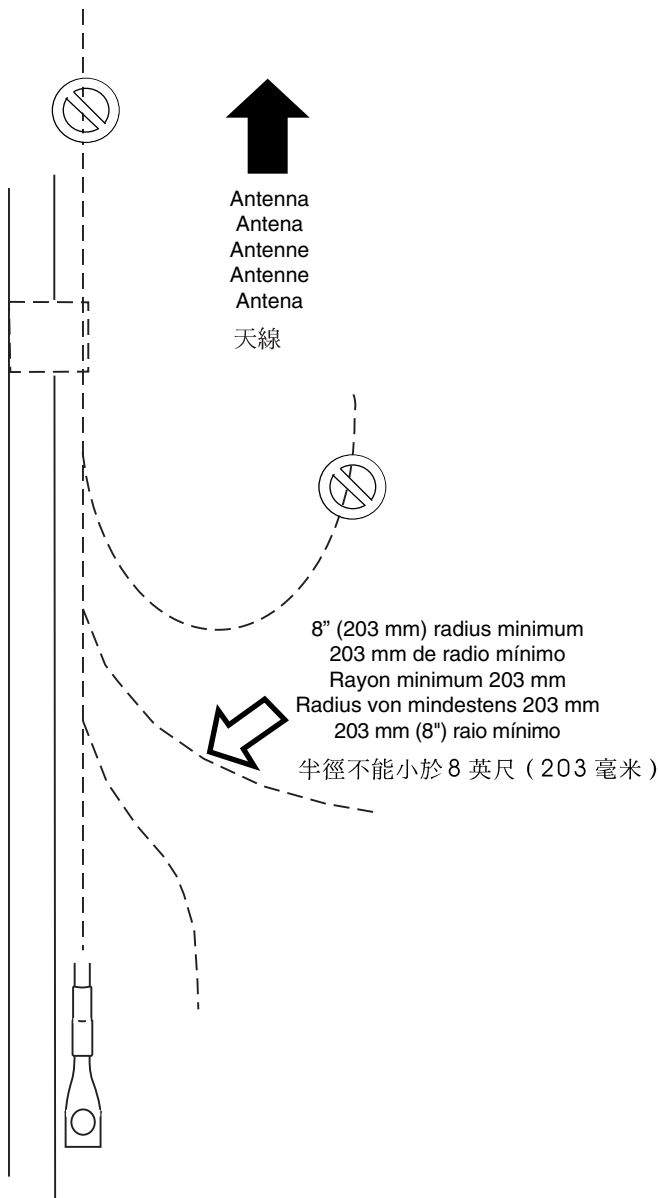 Antenna
Antena
Antenne
Antenne
Antena
天線
8” (203 mm) radius minimum
203 mm de radio mínimo
Rayon minimum 203 mm
Radius von mindestens 203 mm
203 mm (8") raio mínimo
半徑不能小於 8 英尺 ( 203 毫米 )